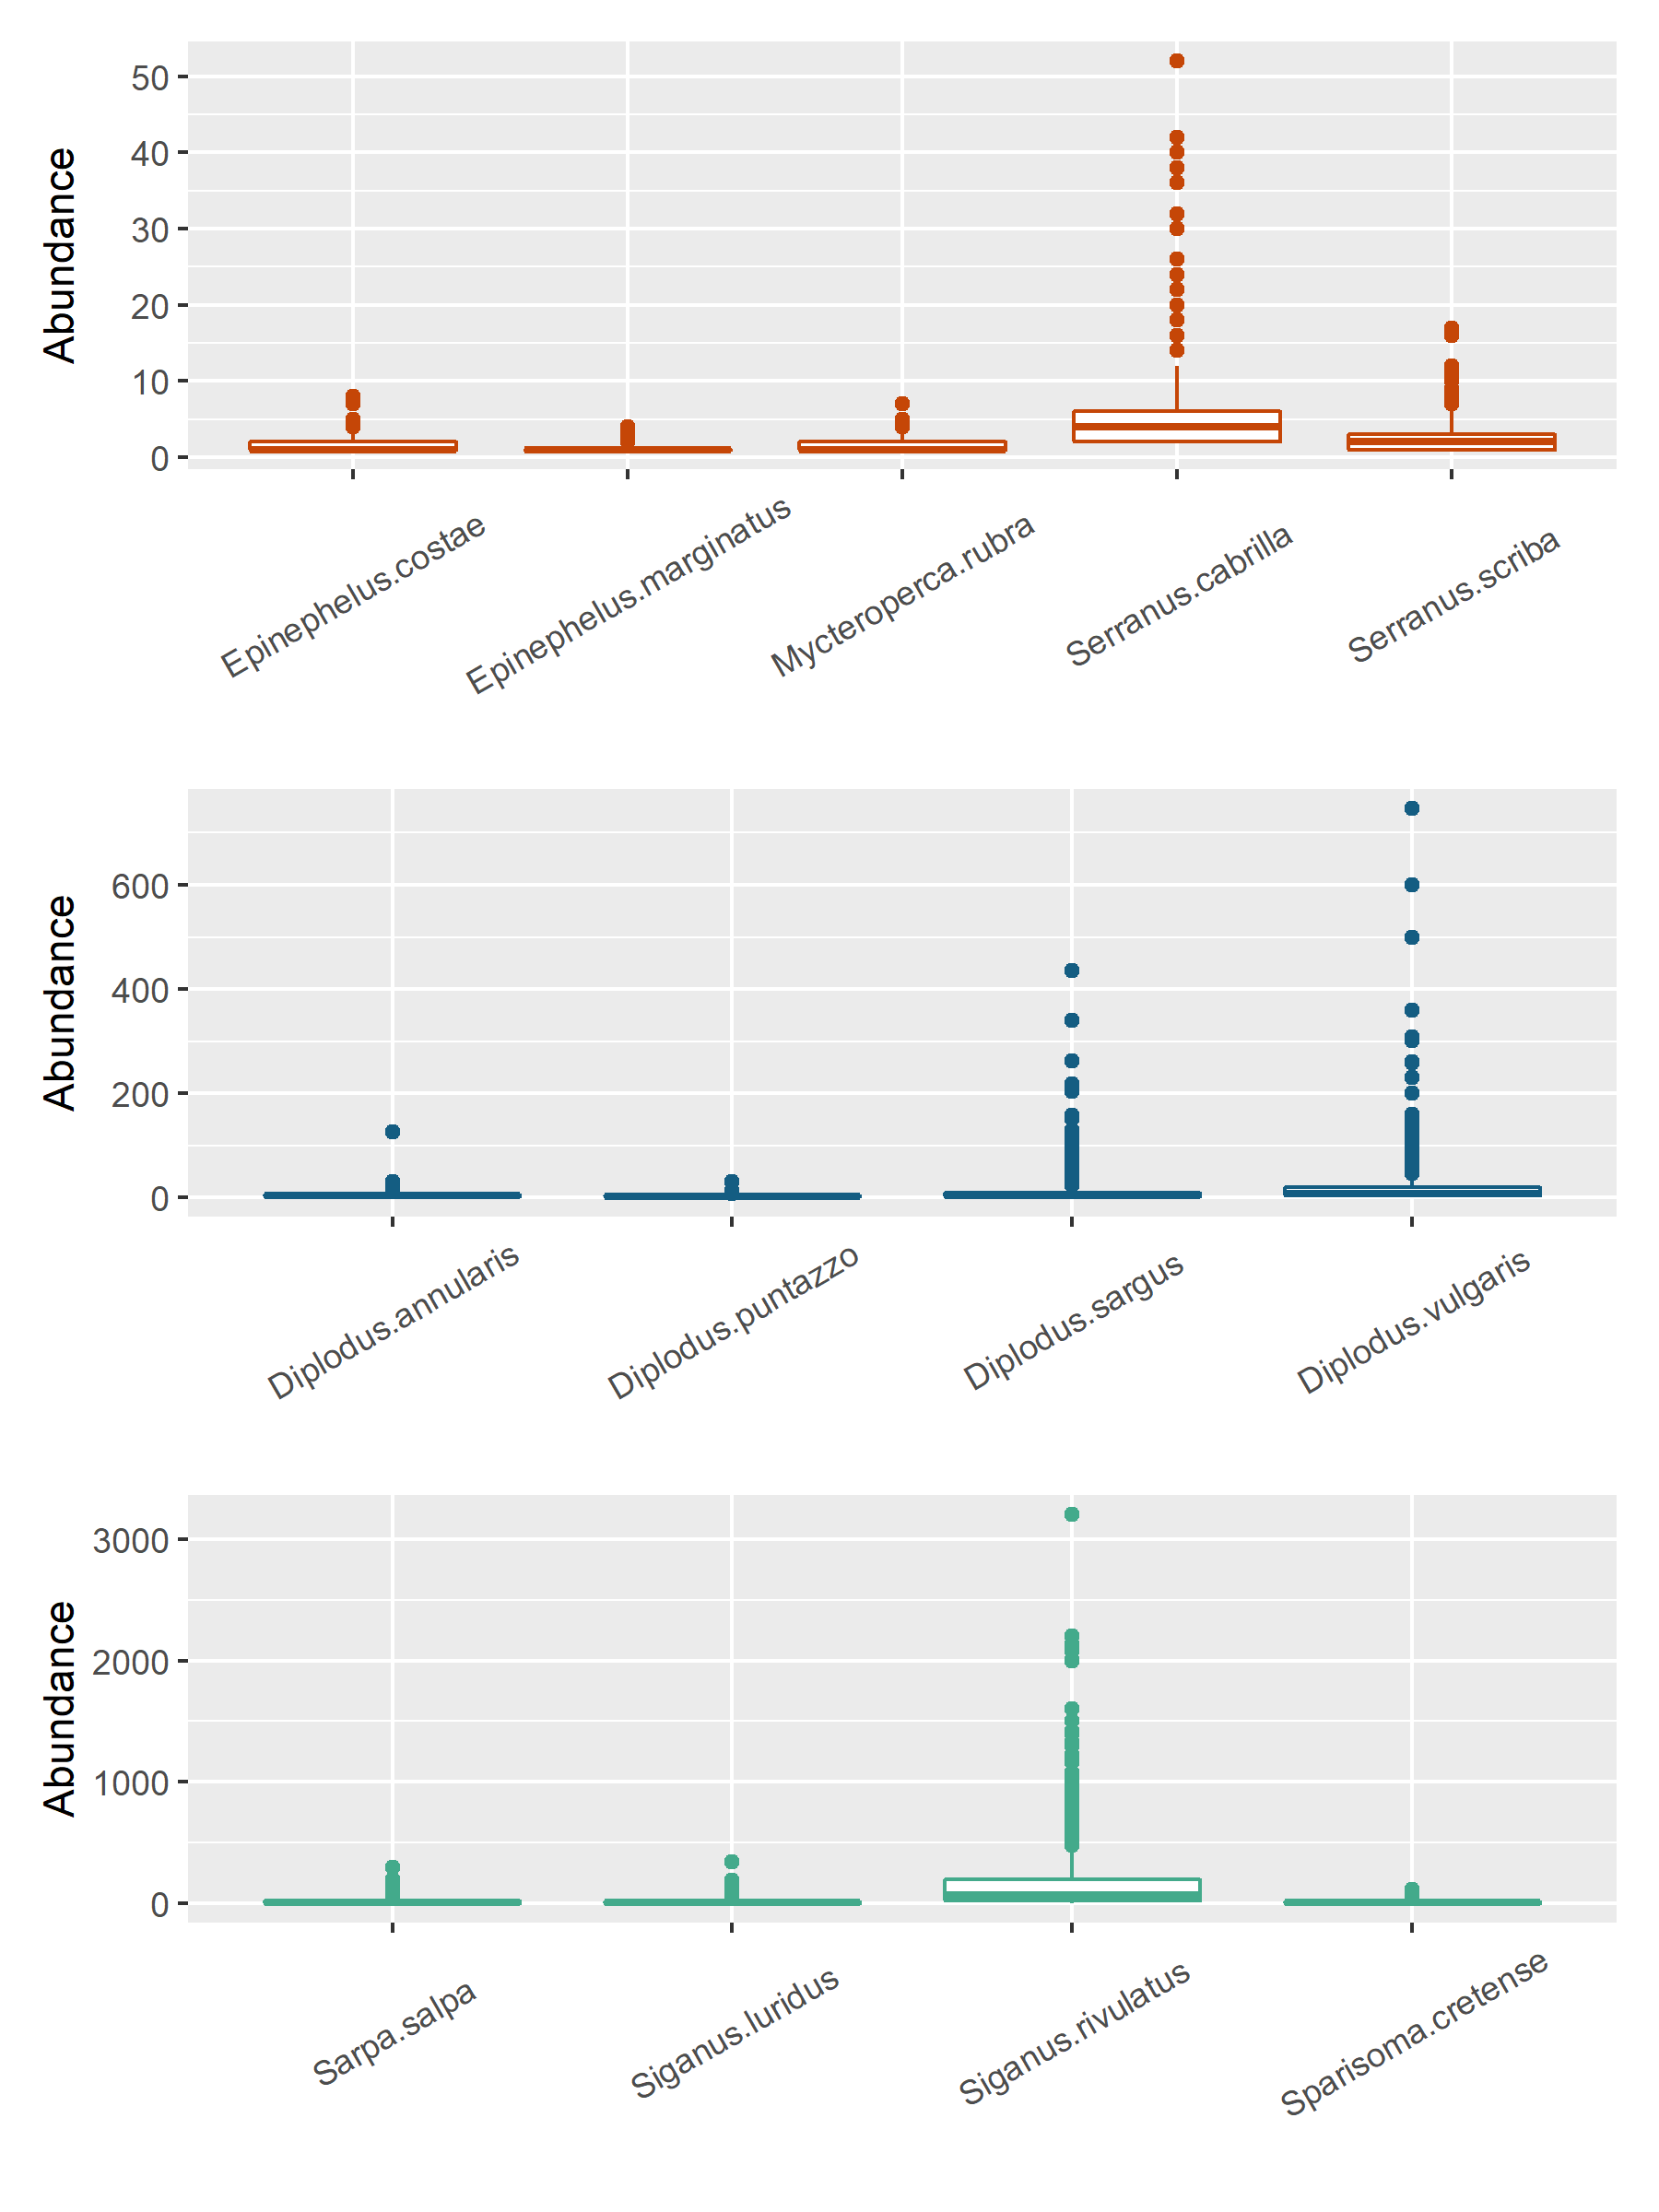 Abundance
50
40
30
20
10
0
Epinephelus.costae
Epinephelus.marginatus
Mycteroperca.rubra
Serranus.cabrilla
Serranus.scriba
Abundance
600
400
200
0
Diplodus.annularis
Diplodus.puntazzo
Diplodus.sargus
Diplodus.vulgaris
Abundance
3000
2000
1000
0
Sarpa.salpa
Siganus.luridus
Siganus.rivulatus
Sparisoma.cretense